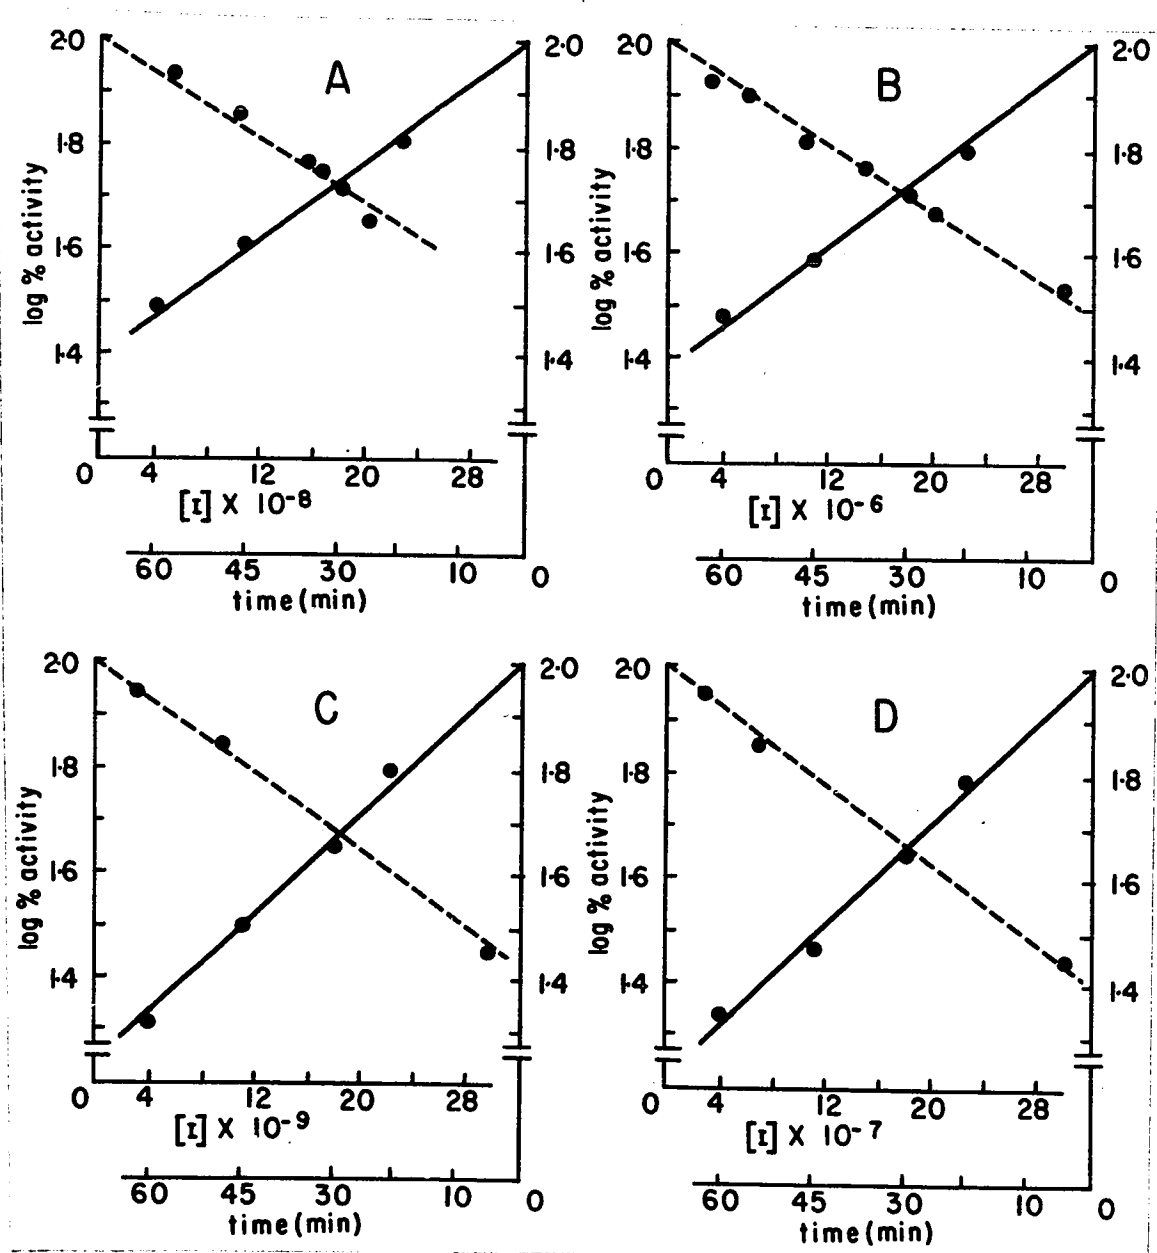 A
2·0 2·0
1·8 1·8
1·6 1·6
1·4 1·4
log % activity
0 4 12 20 28
[I] X 10-8
60 45 30 10 0
time (min)
B
2·0 2·0
1·8 1·8
1·6 1·6
1·4 1·4
log % activity
0 4 12 20 28
[I] X 10-6
60 45 30 10 0
time (min)
C
2·0 2·0
1·8 1·8
1·6 1·6
1·4 1·4
log % activity
0 4 12 20 28
[I] X 10-9
60 45 30 10 0
time (min)
D
2·0 2·0
1·8 1·8
1·6 1·6
1·4 1·4
log % activity
0 4 12 20 28
[I] X 10-7
60 45 30 10 0
time (min)